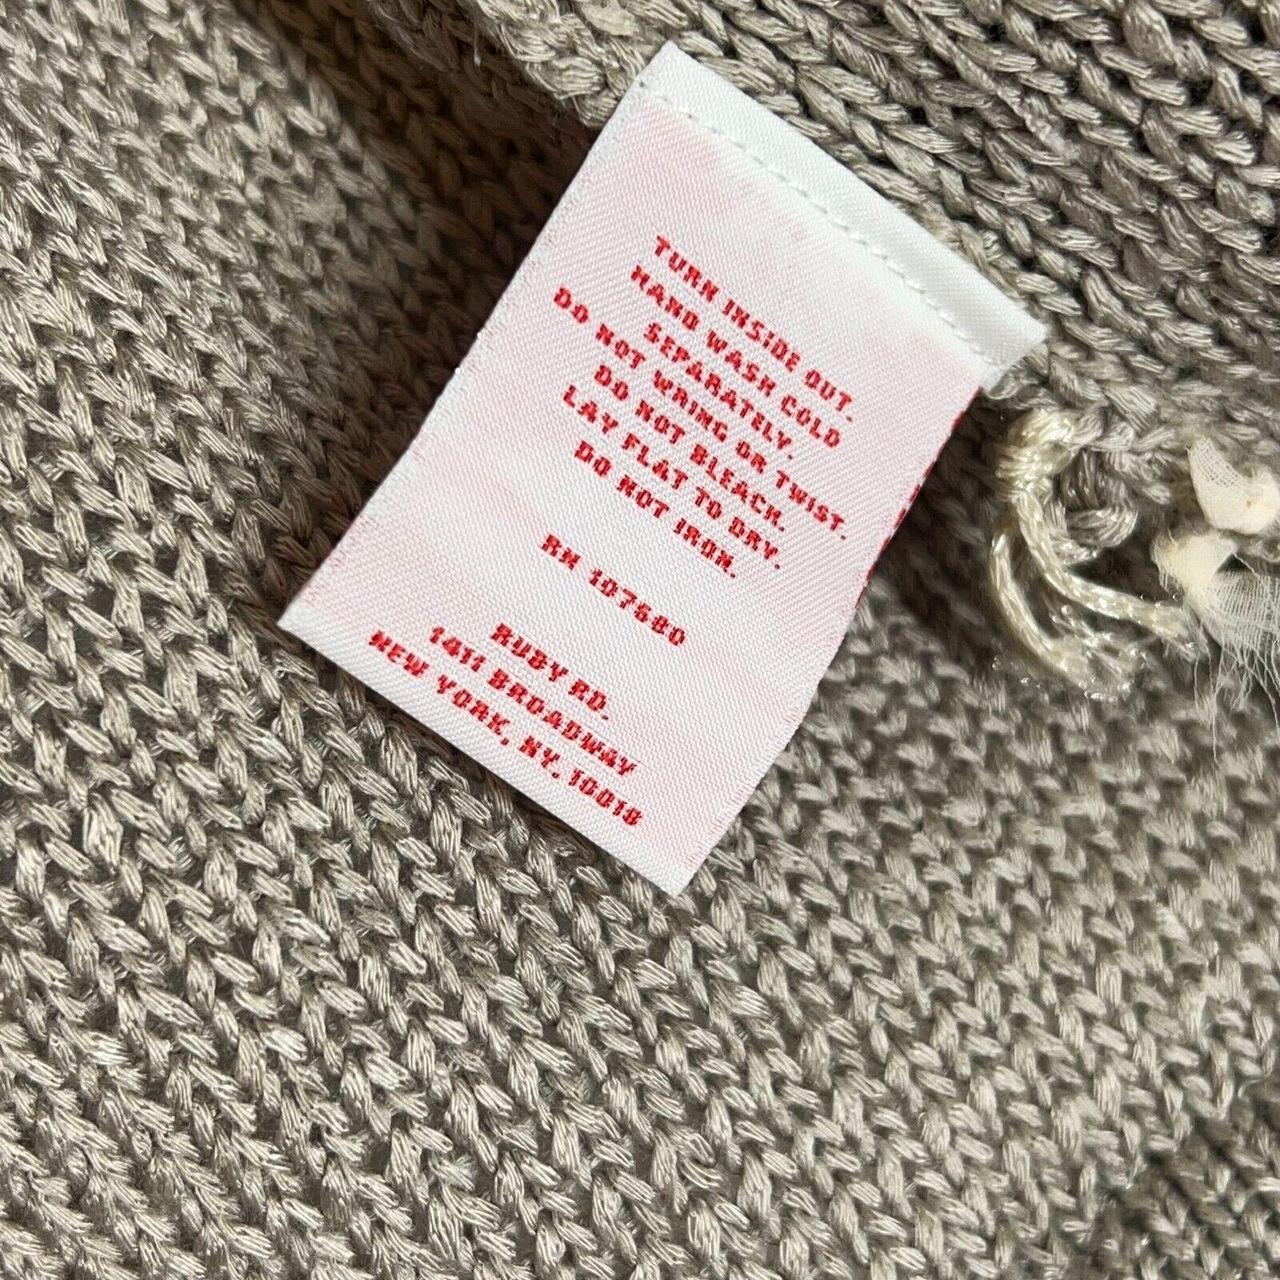 TURN INSIDE OUT.
HAND WASH COLD
SEPARATELY.
DO NOT WRING OR TWIST.
DO NOT BLEACH.
LAY FLAT TO DRY.
DO NOT IRON.
RN 107680
RUBY RD.
1411 BROADWAY
NEW YORK, NY. 10018